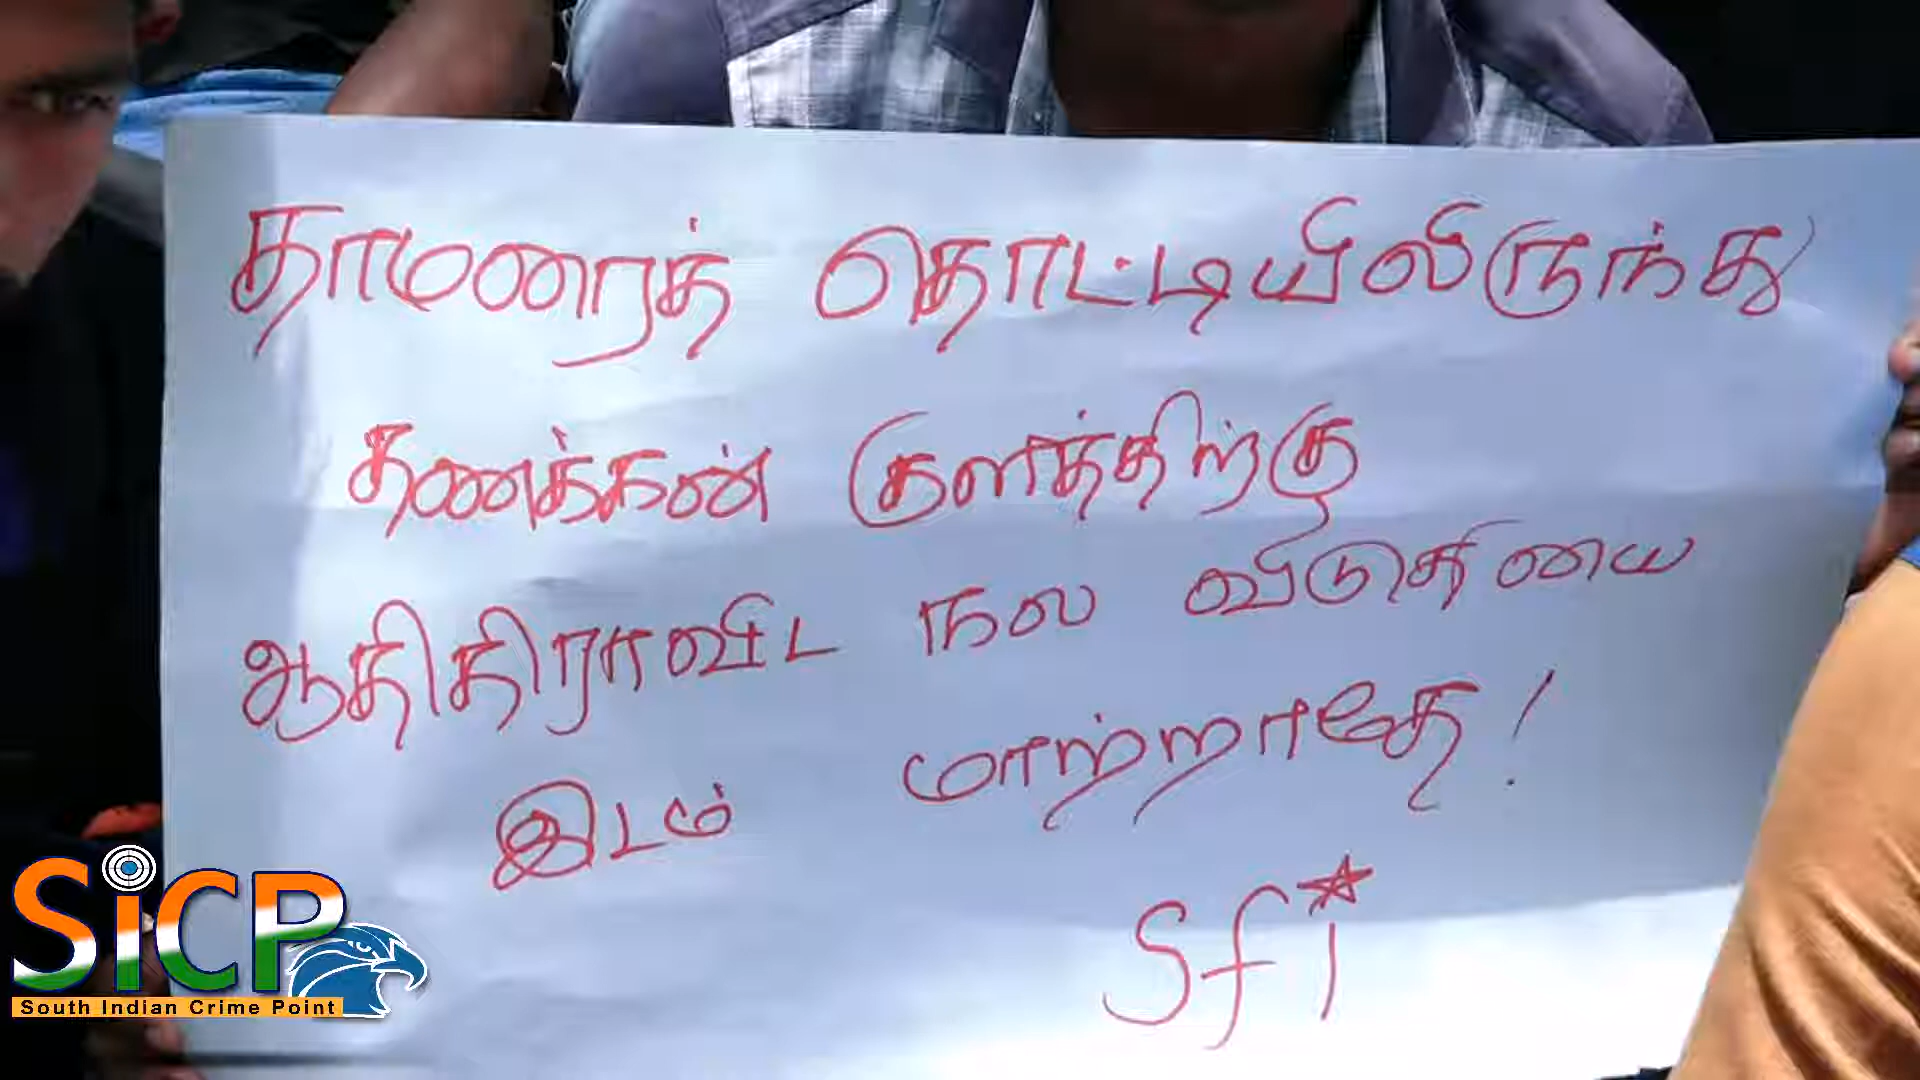 தாமரைத் தொட்டியிலிருந்து
தணக்கன் குளத்திற்கு
ஆதிதிராவிட நல விடுதியை
இடம் மாற்றாதே!
Sfi
SiCP
South Indian Crime Point